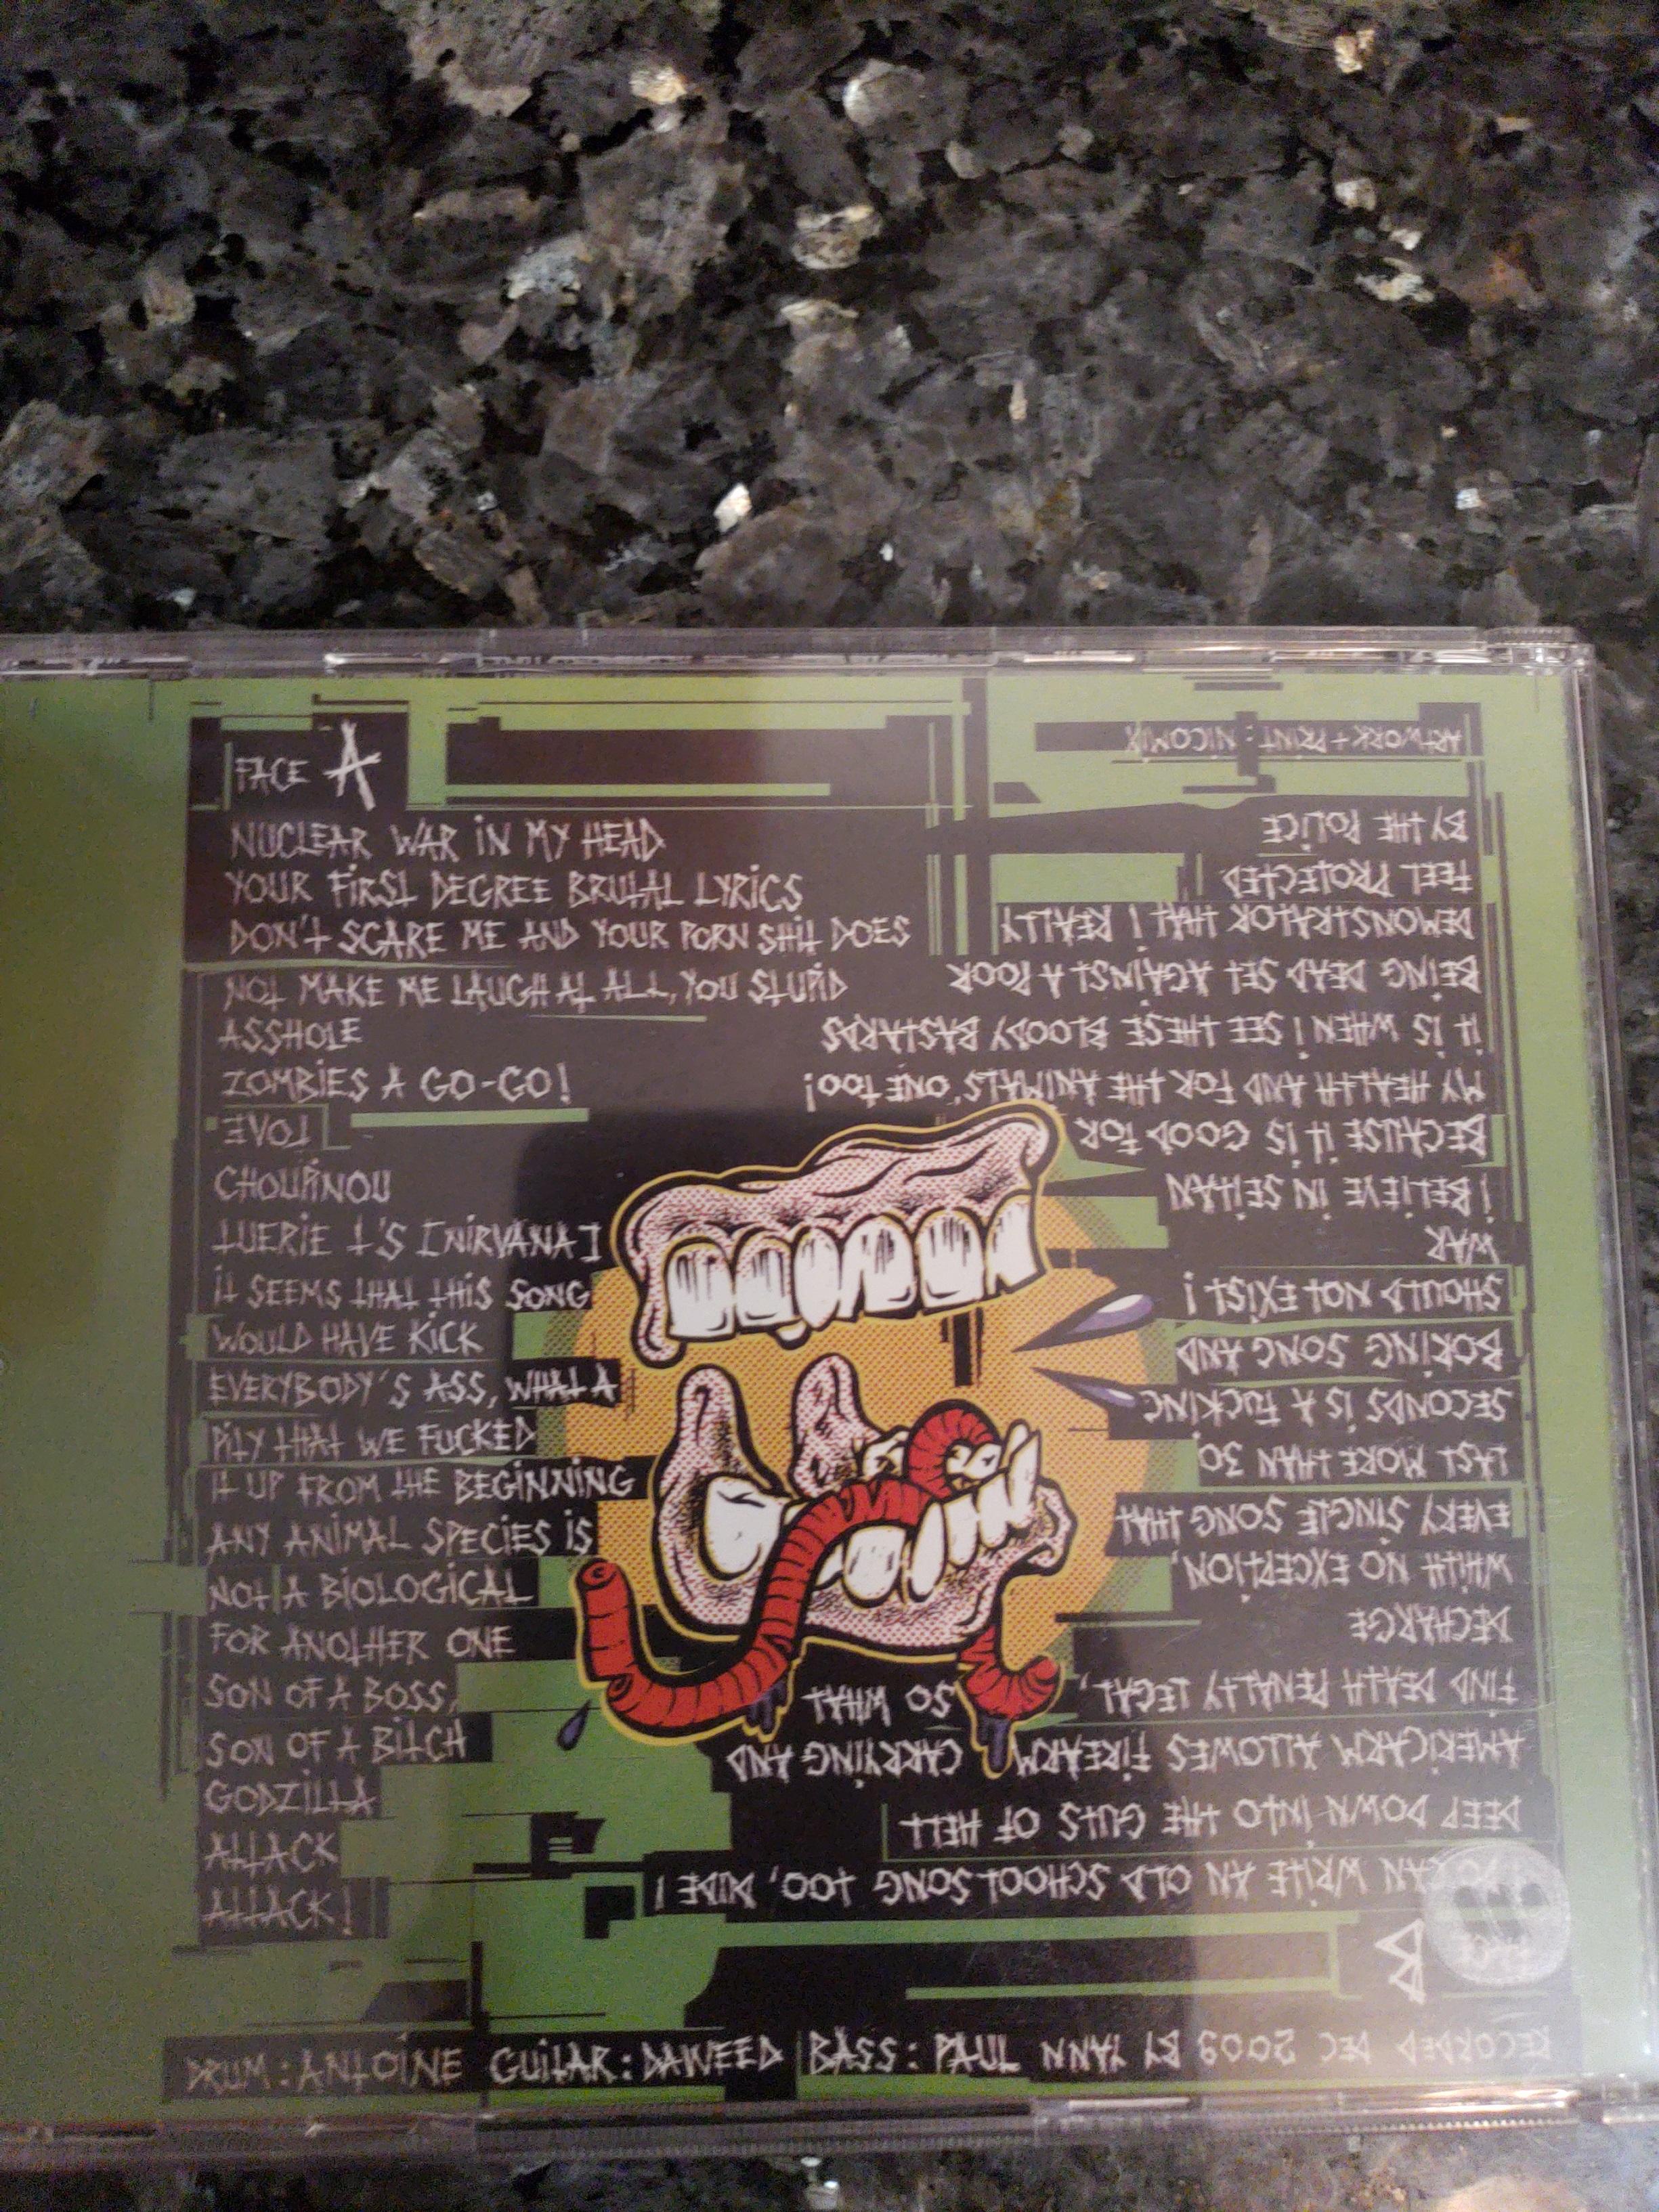 FACE A
NUCLEAR WAR IN MY HEAD
YOUR FIRST DEGREE BRUTAL LYRICS
DON'T SCARE ME AND YOUR PORN SHIT DOES
NOT MAKE ME LAUGH AT ALL, YOU STUPID
ASSHOLE
ZOMBIES A GO-GO!
EVOL
CHOUPINOU
TUERIE T'S [NIRVANA]
IT SEEMS THAT THIS SONG
WOULD HAVE KICK
EVERYBODY'S ASS, WHAT A
PITY THAT WE FUCKED
IT UP FROM THE BEGINNING
ANY ANIMAL SPECIES IS
NOT A BIOLOGICAL
FOR ANOTHER ONE
SON OF A BOSS,
SON OF A BITCH
GODZILLA
ATTACK
ATTACK!
DRUM : ANTOINE GUITAR : DAWEED BASS : PAUL
RECORDED DEC 2009 BY YANN
FACE B
CAN WRITE AN OLD SCHOOL SONG TOO, DUDE !
DEEP DOWN INTO THE GUTS OF HELL
AMERICARM ALLOWES FIREARM CARRYING AND
FIND DEATH PENALTY LEGAL, SO WHAT
DECHARGE
WHITH NO EXCEPTION,
EVERY SINGLE SONG THAT
LAST MORE THAN 30
SECONDS IS A FUCKING
BORING SONG AND
SHOULD NOT EXIST !
WAR
I BELIEVE IN SEITAN
BECAUSE IT IS GOOD FOR
MY HEALTH AND FOR THE ANIMALS' ONE TOO!
IT IS WHEN I SEE THESE BLOODY BASTARDS
BEING DEAD SET AGAINST A POOR
DEMONSTRATOR THAT I REALLY
FEEL PROTECTED
BY THE POLICE
ARTWORK + PRINT : NICOMIX